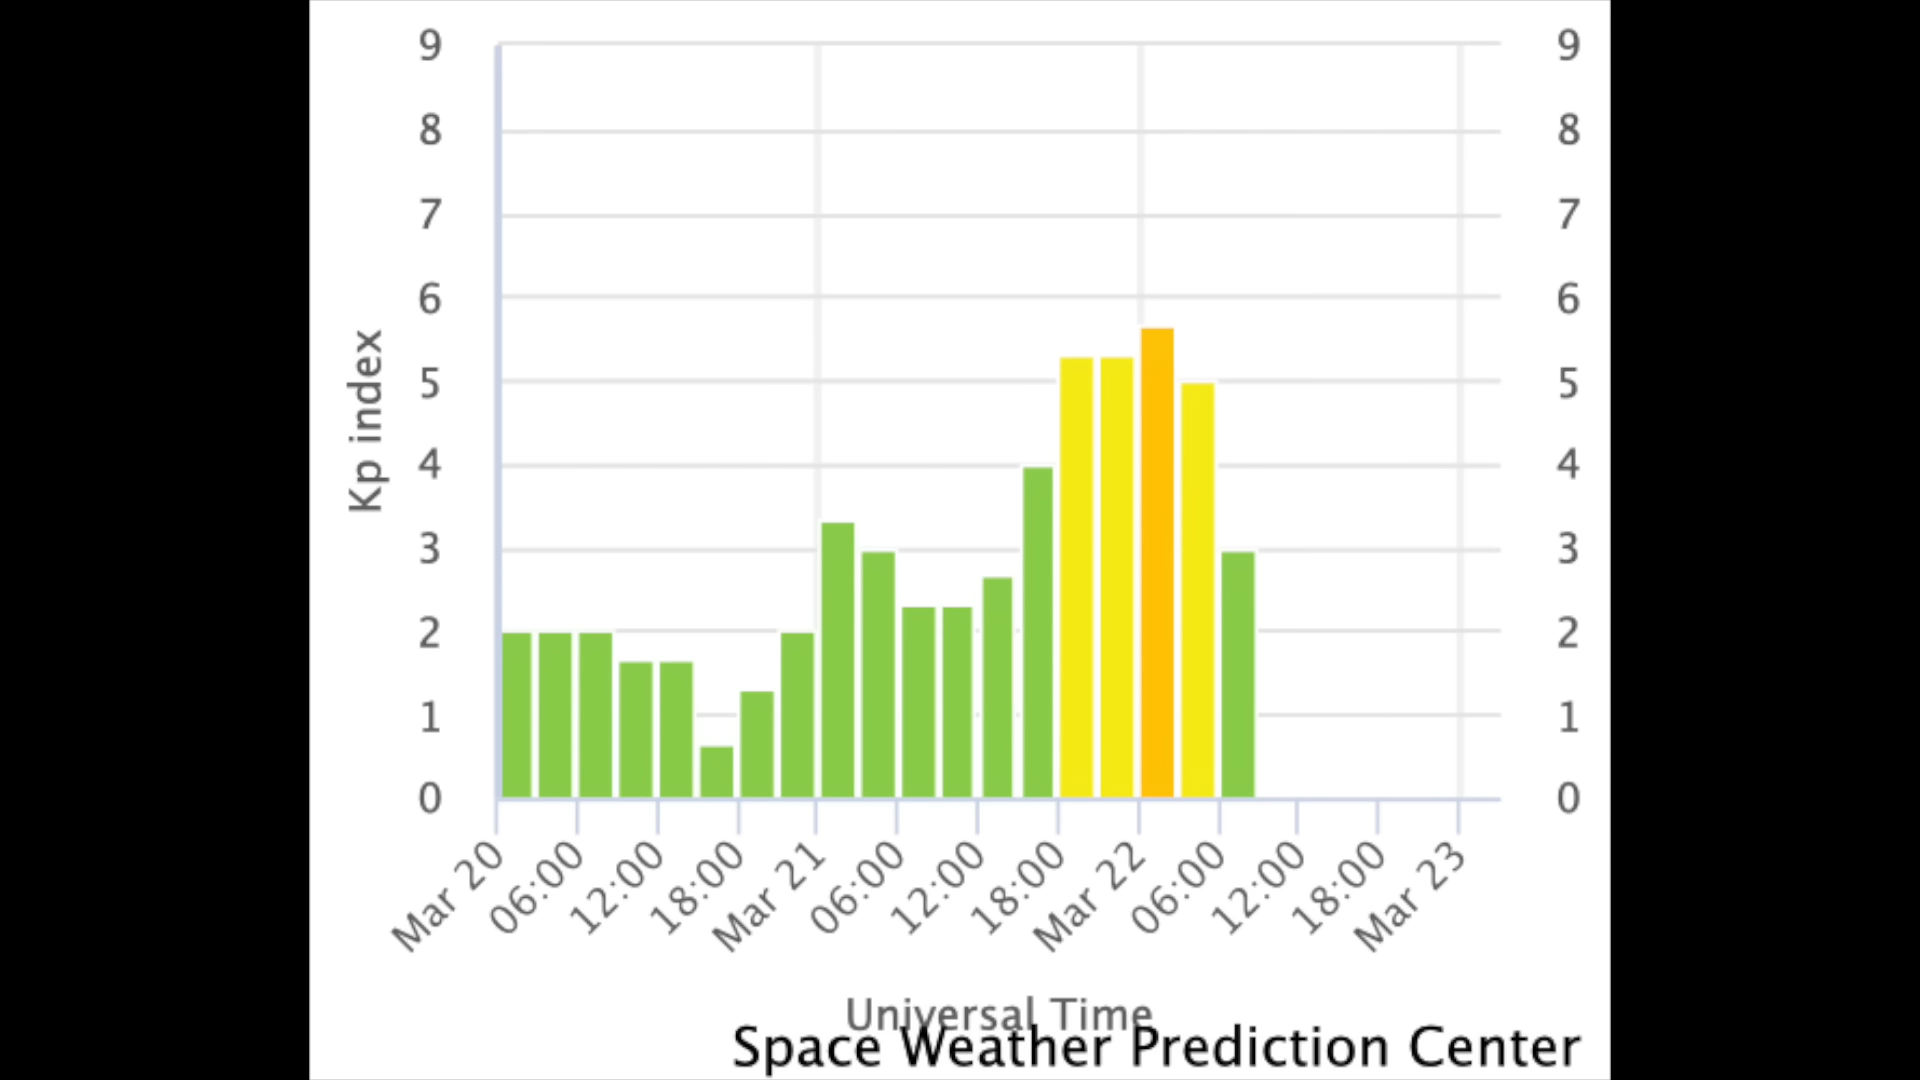 9 9
8 8
7 7
6 6
5 5
4 4
3 3
2 2
1 1
0 0
Kp index
Mar 20 06:00 12:00 18:00 Mar 21 06:00 12:00 18:00 Mar 22 06:00 12:00 18:00 Mar 23
Universal Time
Space Weather Prediction Center